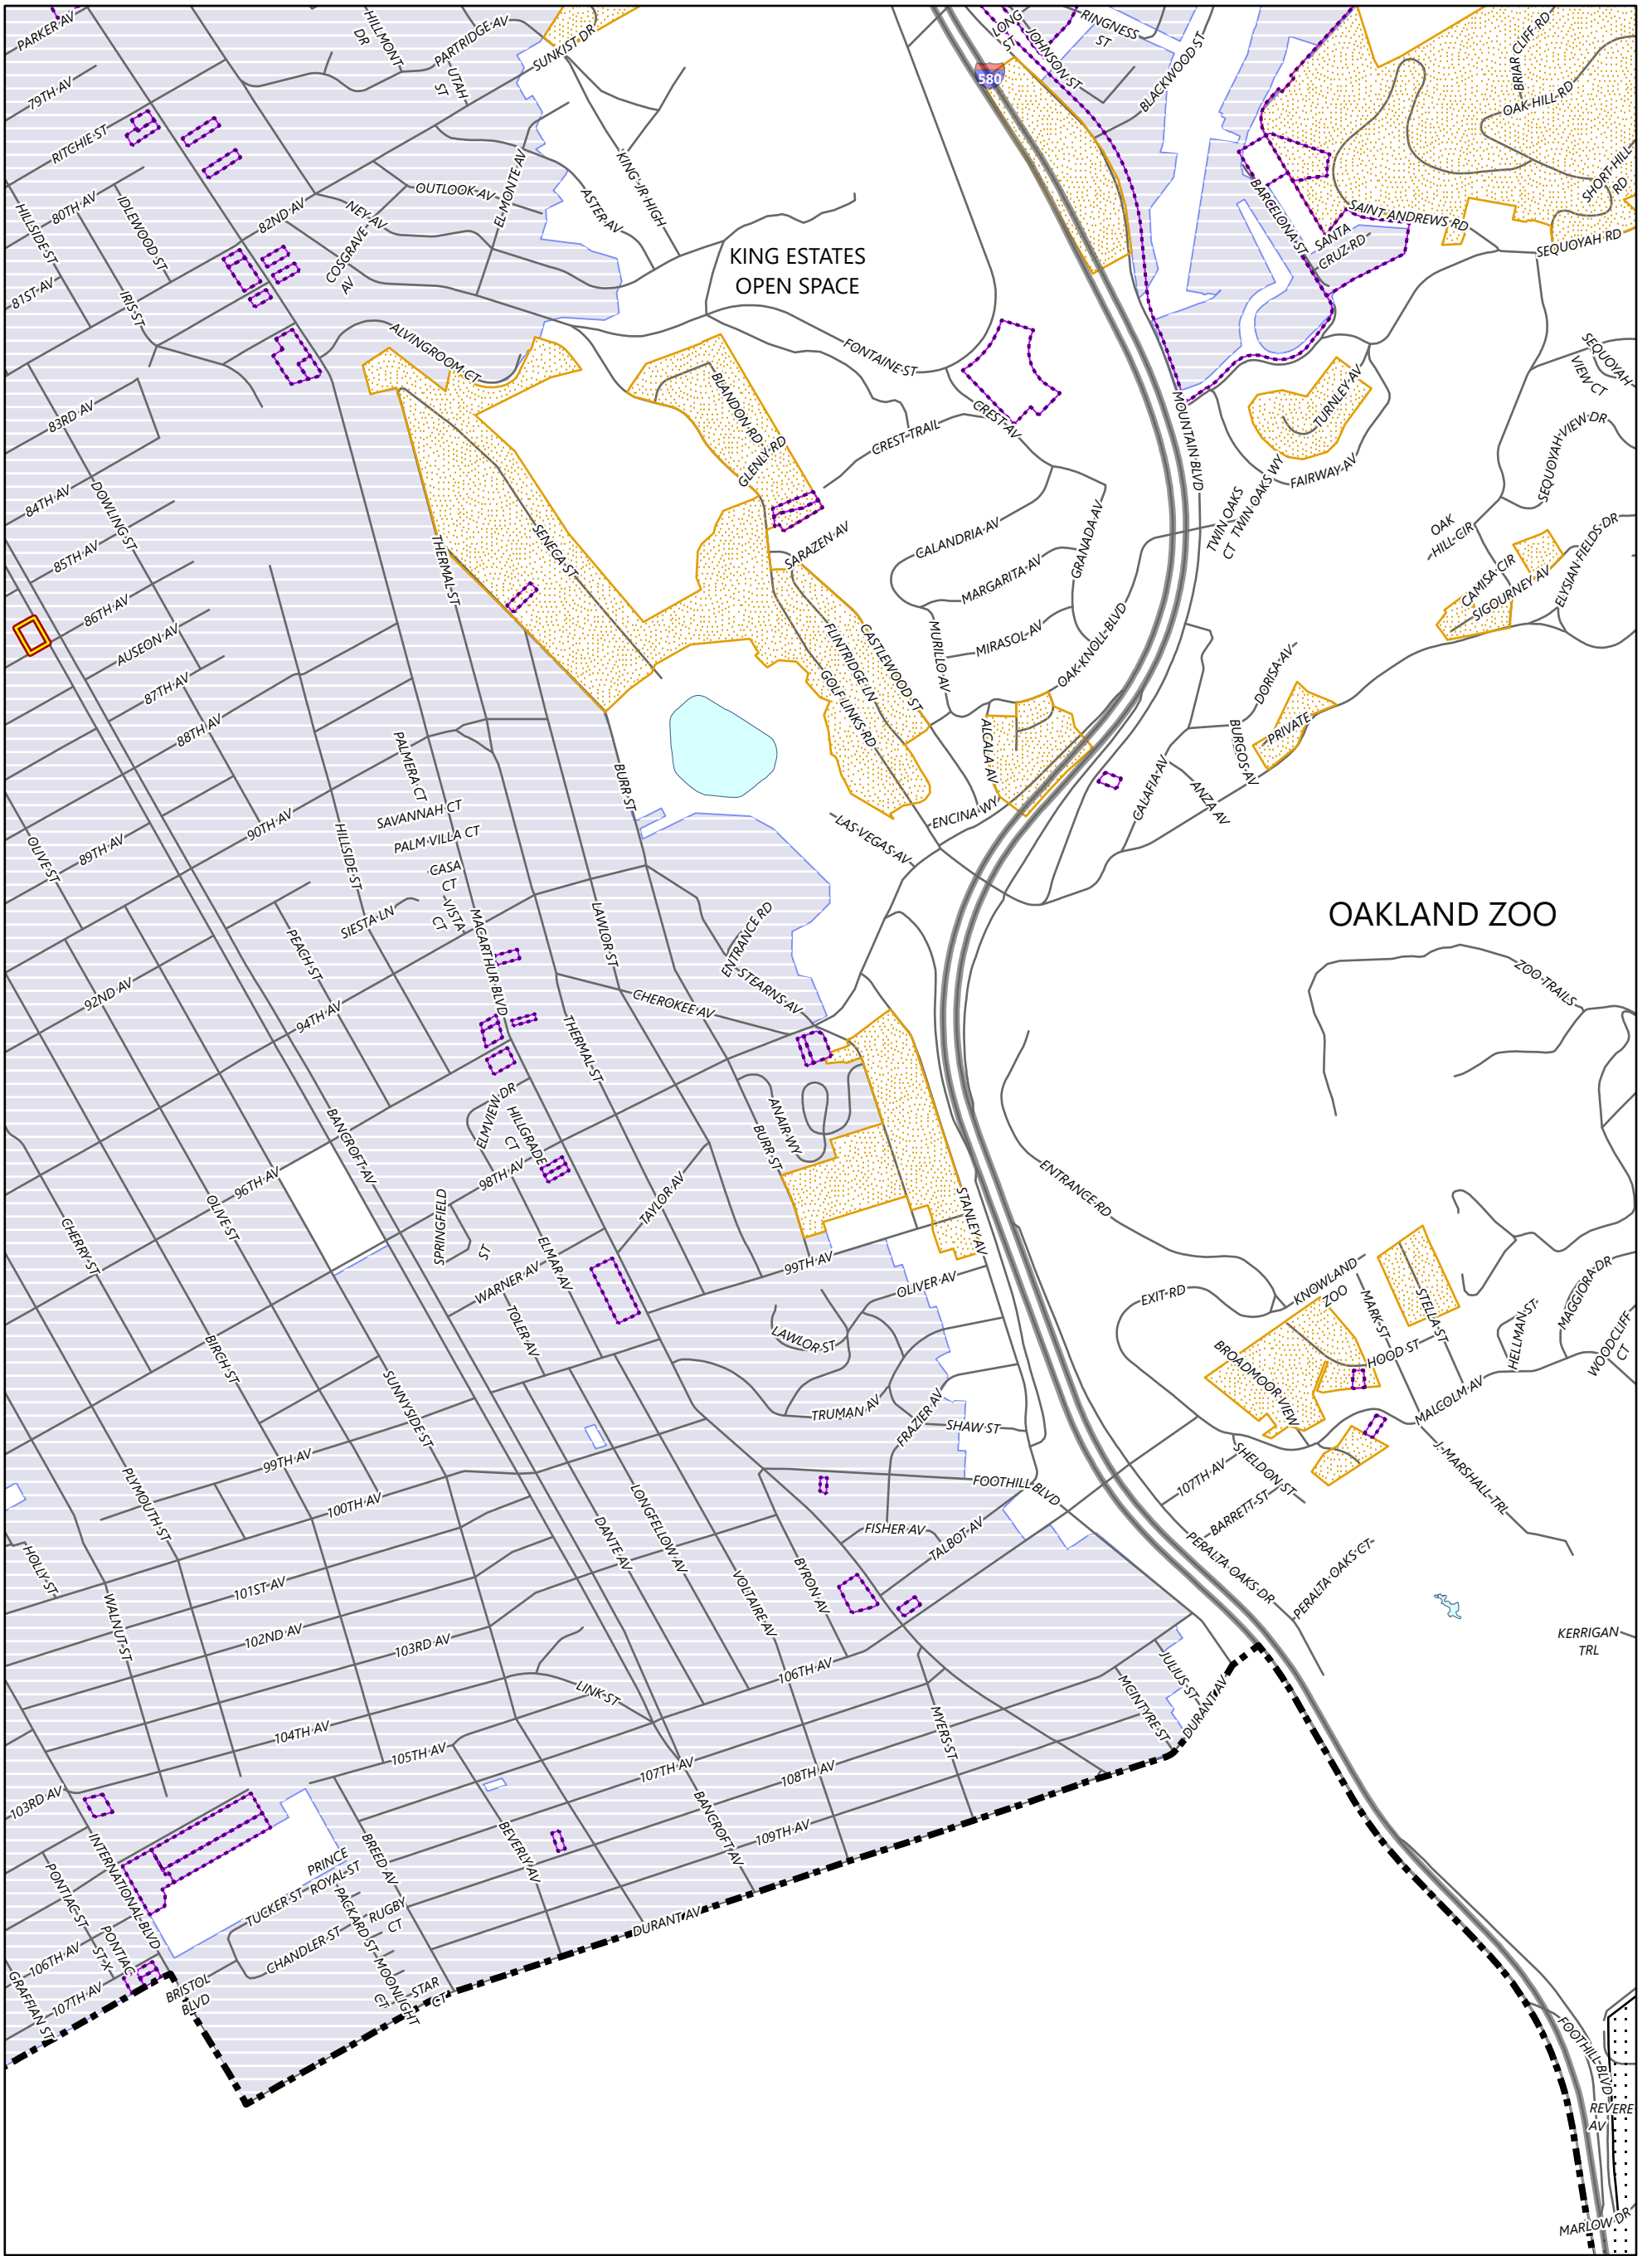 PARKER AV
79TH AV
RITCHIE ST
80TH AV
HILLSIDE ST
IDLEWOOD ST
81ST AV
IRIS ST
82ND AV
HILLMONT
DR
PARTRIDGE AV
UTAH
ST
SUNKIST DR
OUTLOOK AV
NEY AV
COSGRAVE
AV
ELMONTE AV
ASTER AV
KING JR HIGH
KING ESTATES
OPEN SPACE
LONG
ST
JOHNSON ST
580
RINGNESS
ST
BLACKWOOD ST
BRIAR CLIFF RD
OAK HILL RD
SHORT HILL
RD
BARCELONA ST
SAINT ANDREWS RD
SANTA
CRUZ RD
SEQUOYAH RD
SEQUOYAH
VIEW CT
SEQUOYAH VIEW DR
ALVINGROOM CT
83RD AV
84TH AV
DOWLING ST
85TH AV
86TH AV
AUSEON AV
87TH AV
88TH AV
THERMAL ST
SENECA ST
BLANDON RD
GLENLY RD
FONTAINE ST
CREST AV
CREST TRAIL
MOUNTAIN BLVD
TURNLEY AV
FAIRWAY AV
TWIN OAKS WY
TWIN OAKS
CT
OAK
HILL CIR
CAMISA CIR
SIGOURNEY AV
ELYSIAN FIELDS DR
SARAZEN AV
CALANDRIA AV
MARGARITA AV
GRANADA AV
MIRASOL AV
MURILLO AV
OAK KNOLL BLVD
FLINTRIDGE LN
CASTLEWOOD ST
GOLF LINKS RD
ALCALA AV
ENCINA WY
LAS VEGAS AV
DORISA AV
BURGOS AV
PRIVATE
CALAFIA AV
ANZA AV
BURR ST
PALMERA CT
SAVANNAH CT
PALM VILLA CT
CASA
CT
VISTA
CT
HILLSIDE ST
90TH AV
89TH AV
OLIVE ST
SIESTA LN
PEACH ST
92ND AV
94TH AV
MACARTHUR BLVD
LAWLOR ST
CHEROKEE AV
ENTRANCE RD
STEARNS AV
OAKLAND ZOO
ZOO TRAILS
THERMAL ST
ELMVIEW DR
HILLGRADE
CT
98TH AV
BANCROFT AV
96TH AV
OLIVE ST
CHERRY ST
SPRINGFIELD
ST
ELMAR AV
WARNER AV
TAYLOR AV
TOLER AV
ANAIR WY
BURR ST
99TH AV
STANLEY AV
OLIVER AV
LAWLOR ST
TRUMAN AV
FRAZIER AV
SHAW ST
FOOTHILL BLVD
FISHER AV
TALBOT AV
ENTRANCE RD
EXIT RD
KNOWLAND
ZOO
MARK ST
STELLA ST
HOOD ST
BROADMOOR VIEW
MALCOLM AV
HELLMAN ST
MAGGIORA DR
WOODCLIFF
CT
SHELDON ST
107TH AV
BARRETT ST
J MARSHALL TRL
PERALTA OAKS DR
PERALTA OAKS CT
KERRIGAN
TRL
BIRCH ST
SUNNYSIDE ST
99TH AV
PLYMOUTH ST
100TH AV
HOLLY ST
WALNUT ST
101ST AV
102ND AV
103RD AV
104TH AV
105TH AV
LONGFELLOW AV
DANTE AV
VOLTAIRE AV
BYRON AV
106TH AV
LINK ST
107TH AV
108TH AV
109TH AV
MYERS ST
MCINTYRE ST
JULIUS ST
DURANT AV
103RD AV
INTERNATIONAL BLVD
PONTIAC ST
PONTIAC
ST X
106TH AV
107TH AV
GRAFFIAN ST
BRISTOL
BLVD
PRINCE
ROYAL ST
TUCKER ST
CHANDLER ST
PACKARD ST
BREED AV
RUGBY
CT
MOONLIGHT
CT
STAR
CT
BEVERLY AV
BANCROFT AV
DURANT AV
FOOTHILL BLVD
REVERE
AV
MARLOW DR